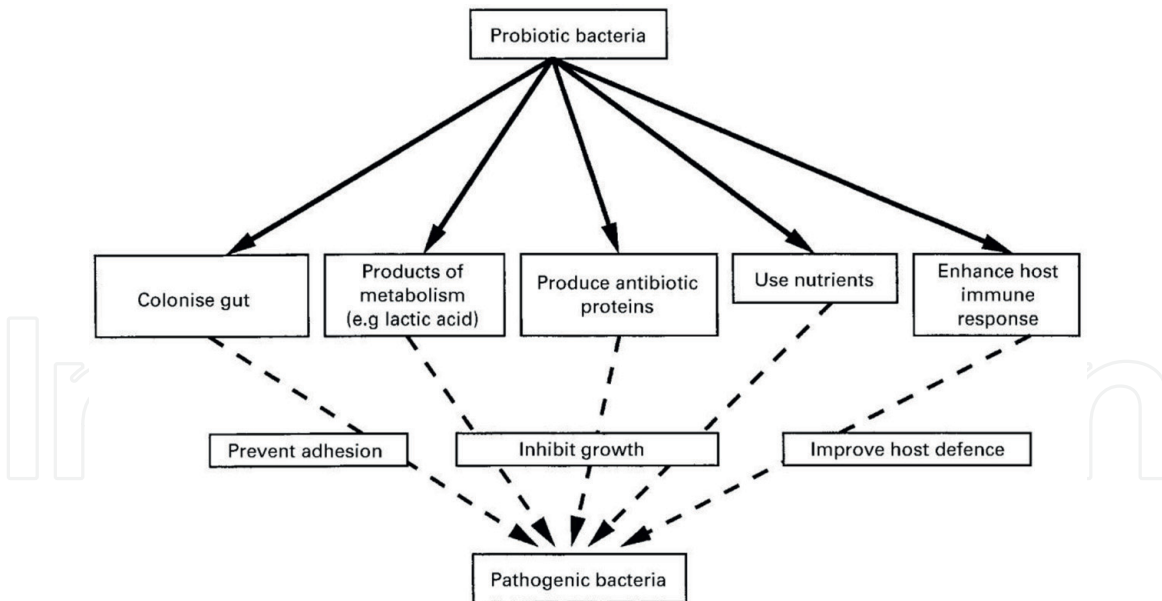 Probiotic bacteria
Colonise gut
Products of
metabolism
(e.g lactic acid)
Produce antibiotic
proteins
Use nutrients
Enhance host
immune
response
Prevent adhesion
Inhibit growth
Improve host defence
Pathogenic bacteria